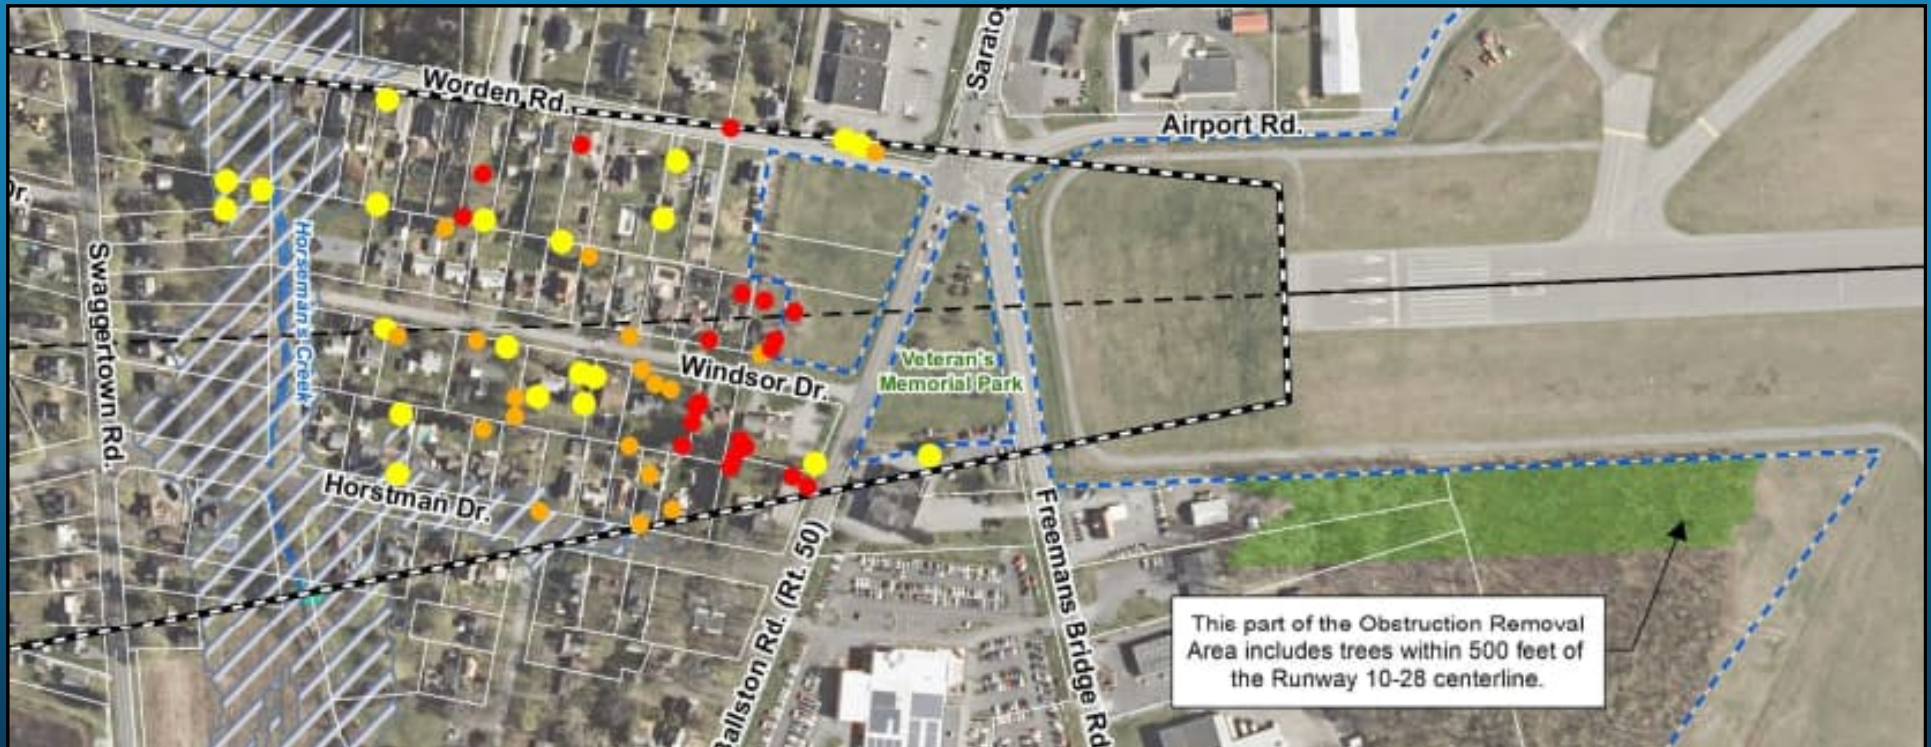 Worden Rd.
Saratog
Airport Rd.
Dr.
Horseman's Creek
Swaggertown Rd.
Windsor Dr.
Veteran's
Memorial Park
Horstman Dr.
Ballston Rd. (Rt. 50)
Freemans Bridge Rd
This part of the Obstruction Removal
Area includes trees within 500 feet of
the Runway 10-28 centerline.